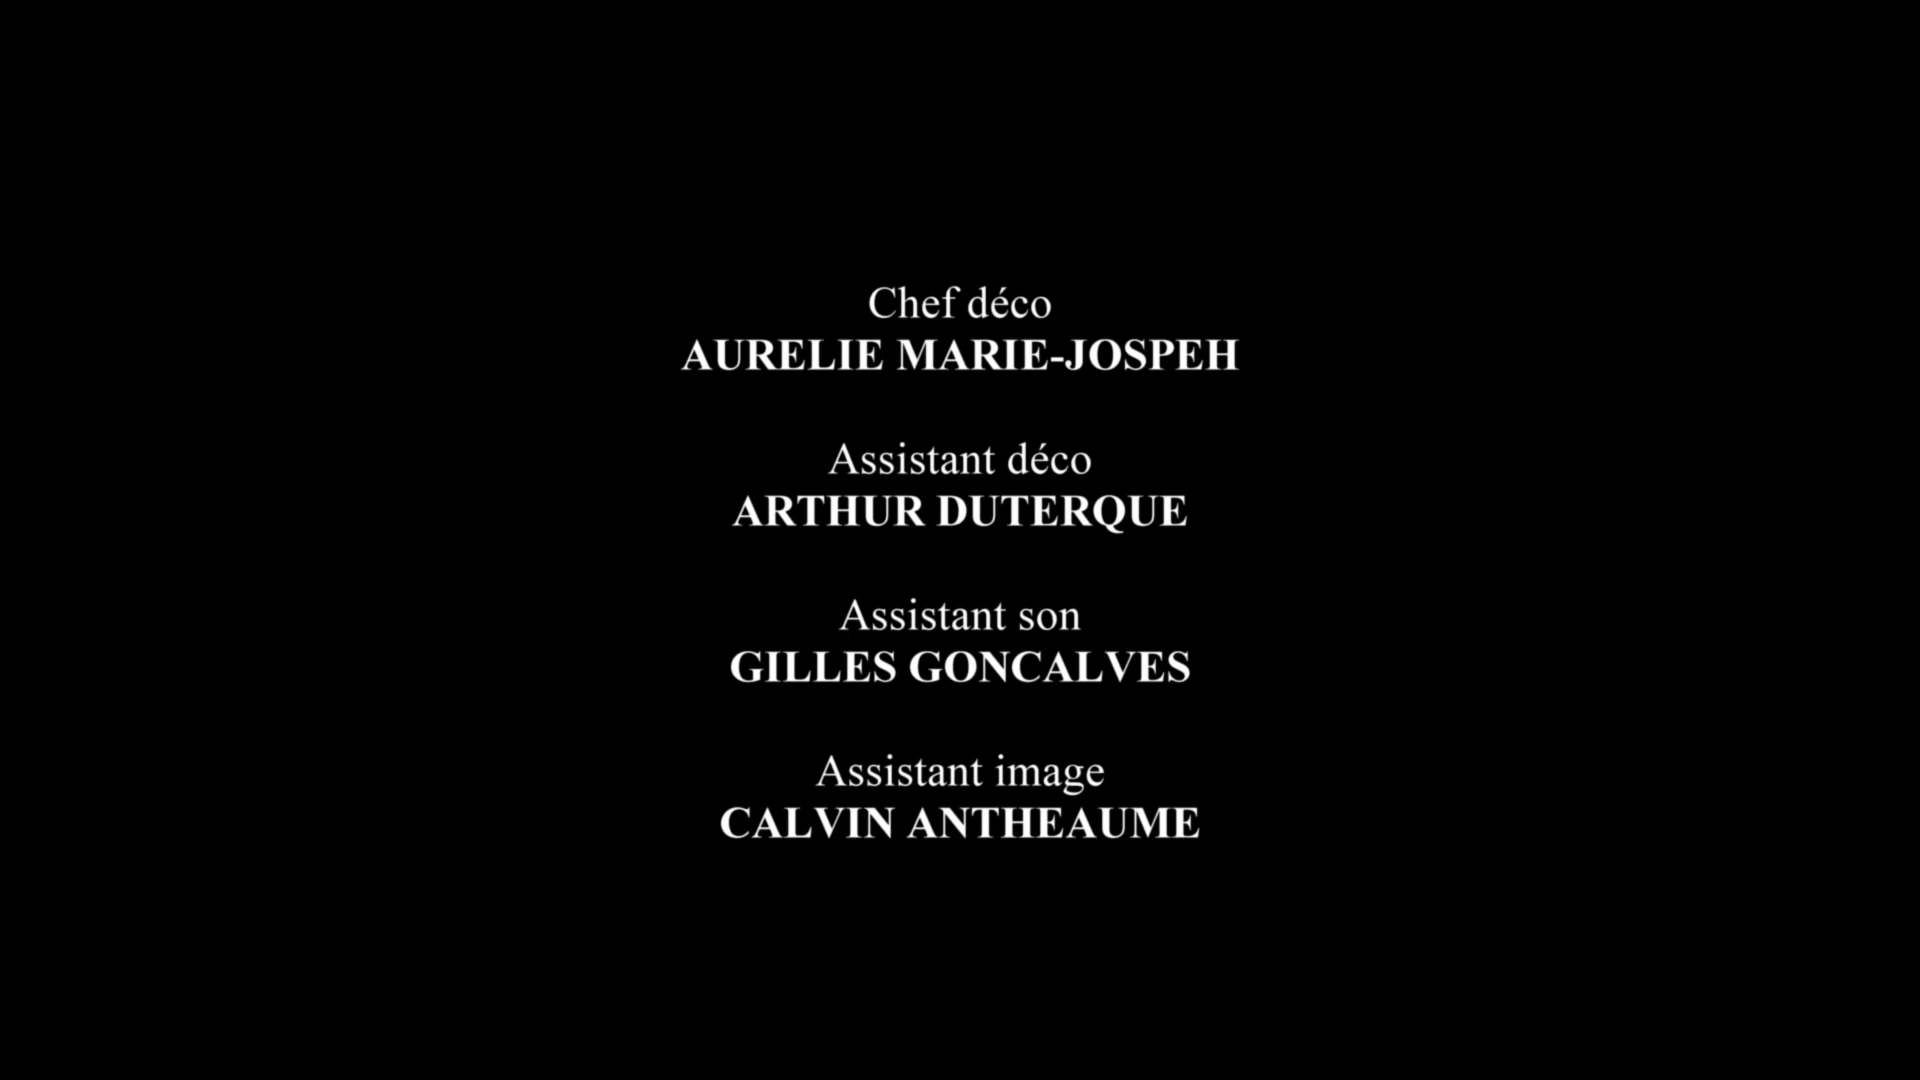 Chef déco
AURELIE MARIE-JOSPEH
Assistant déco
ARTHUR DUTERQUE
Assistant son
GILLES GONCALVES
Assistant image
CALVIN ANTHEAUME